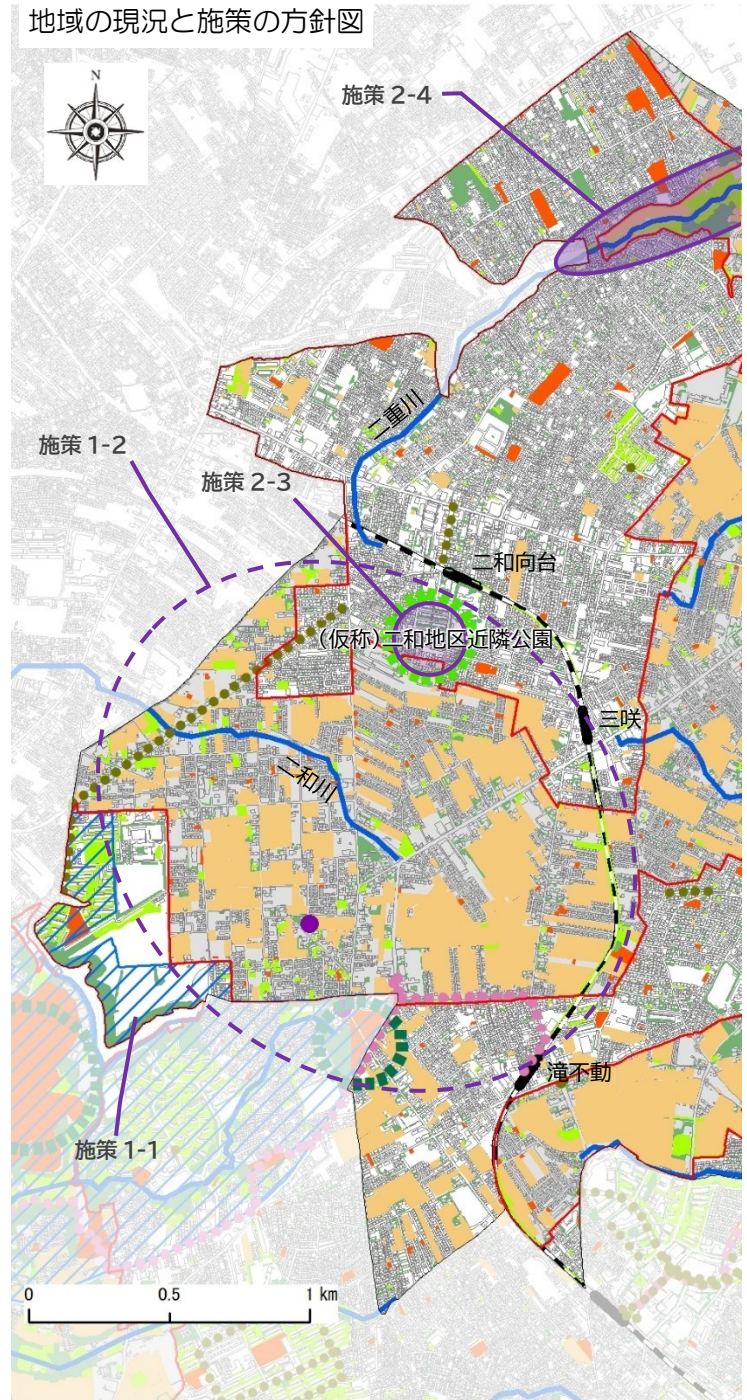 地域の現況と施策の方針図
N
施策 2-4
二重川
施策 1-2
施策 2-3
二和向台
(仮称)二和地区近隣公園
三咲
二和川
滝不動
施策 1-1
0 0.5 1 km